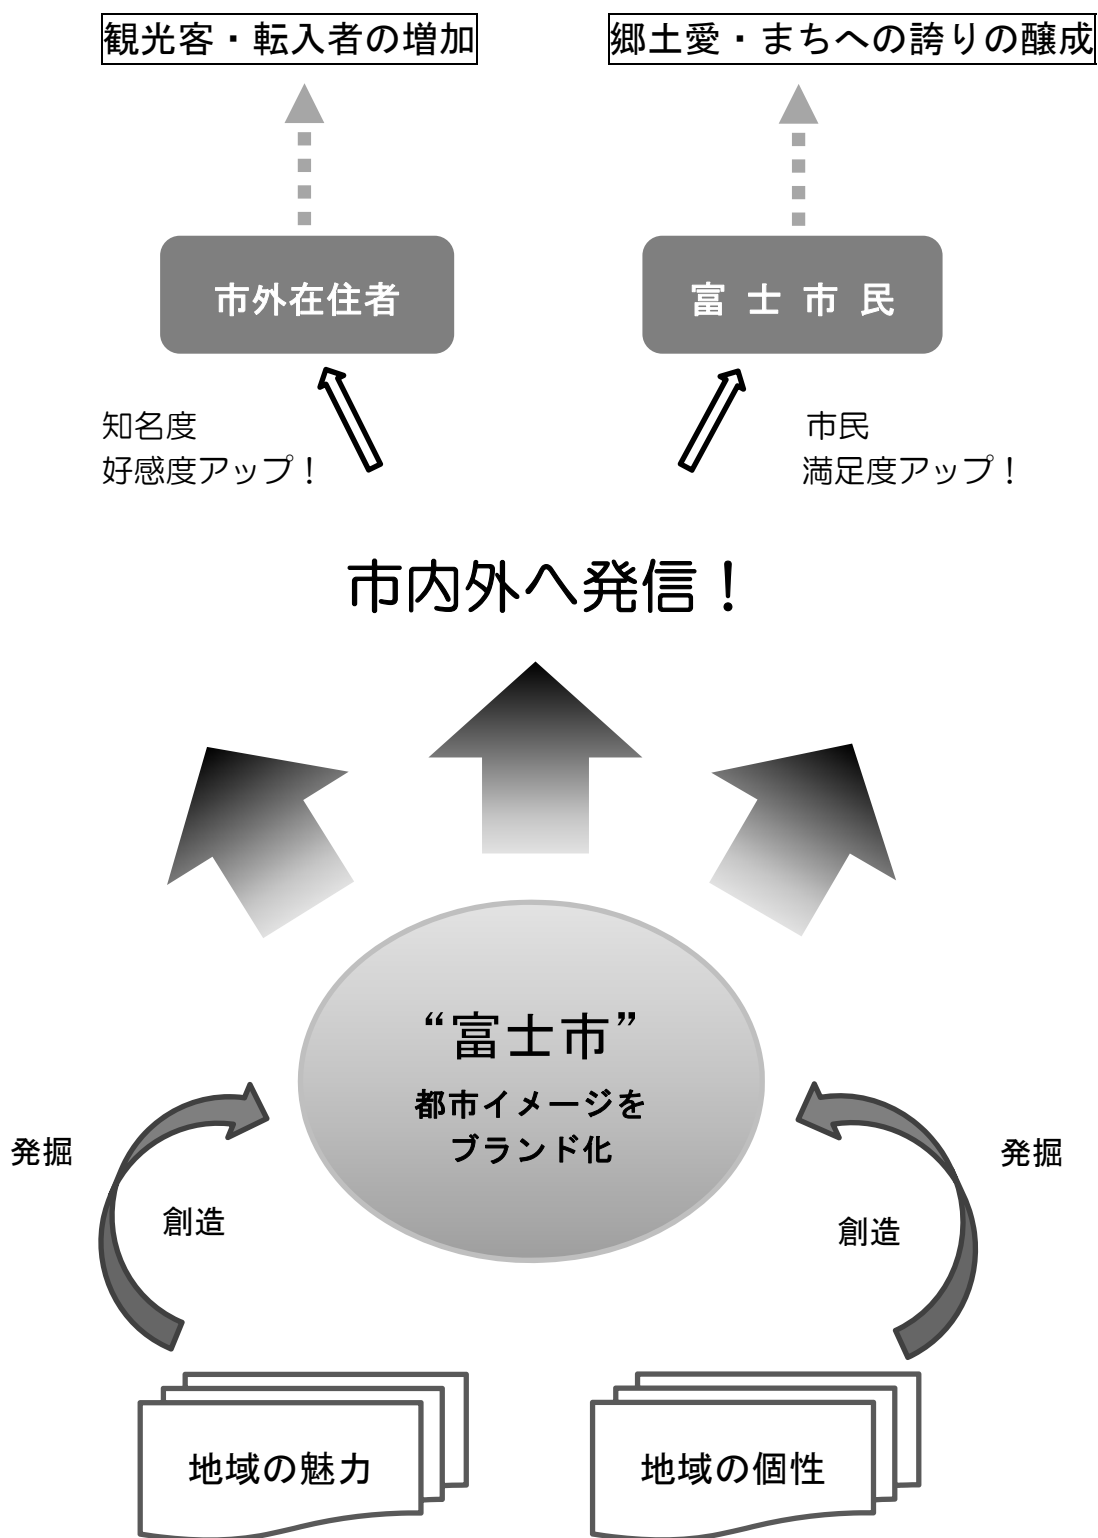 観光客・転入者の増加
郷土愛・まちへの誇りの醸成
市外在住者
富士市民
知名度
好感度アップ！
市民
満足度アップ！
市内外へ発信！
“富士市”
都市イメージを
ブランド化
発掘
創造
発掘
創造
地域の魅力
地域の個性